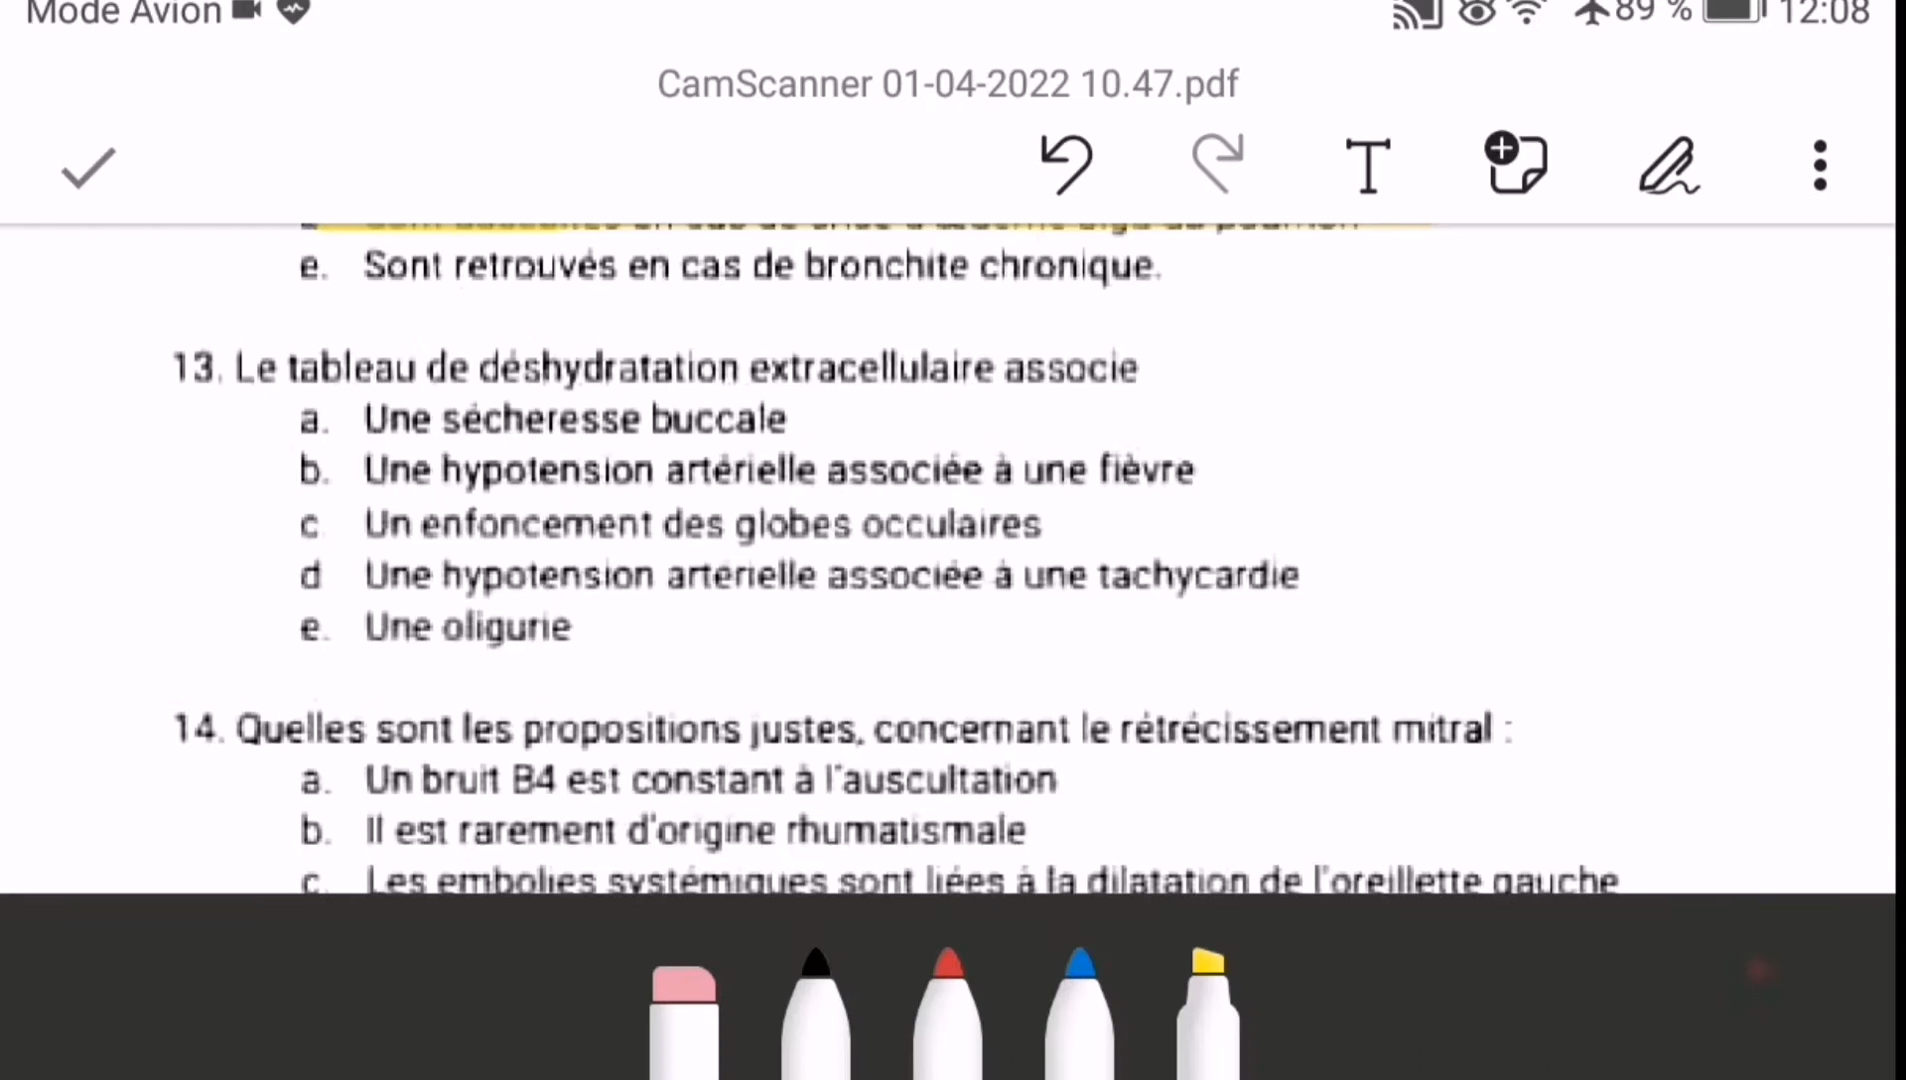 Mode Avion
89 % 12:08
CamScanner 01-04-2022 10.47.pdf
e. Sont retrouvés en cas de bronchite chronique.
13. Le tableau de déshydratation extracellulaire associe
a. Une sécheresse buccale
b. Une hypotension artérielle associée à une fièvre
c. Un enfoncement des globes occulaires
d Une hypotension artérielle associée à une tachycardie
e. Une oligurie
14. Quelles sont les propositions justes, concernant le rétrécissement mitral :
a. Un bruit B4 est constant à l'auscultation
b. Il est rarement d'origine rhumatismale
c. Les embolies systémiques sont liées à la dilatation de l'oreillette gauche